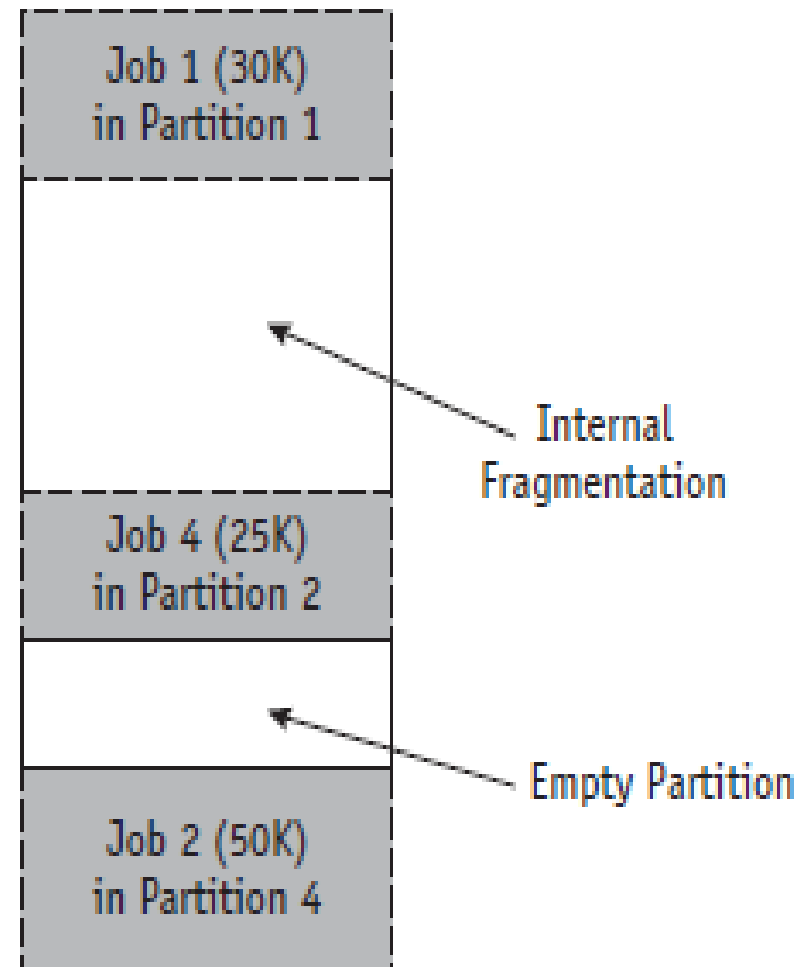 Job 1 (30K)
in Partition 1
Internal
Fragmentation
Job 4 (25K)
in Partition 2
Empty Partition
Job 2 (50K)
in Partition 4